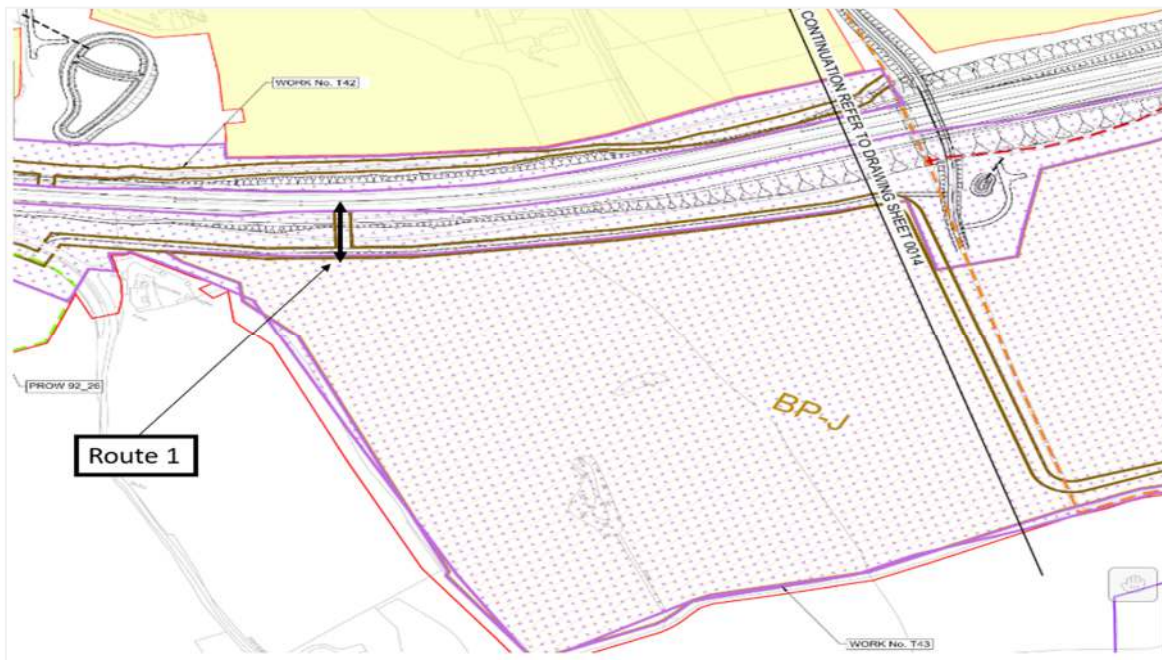 WORK No. T42
CONTINUATION REFER TO DRAWING SHEET 0014
PROW 92_26
Route 1
BP-J
WORK No. T43